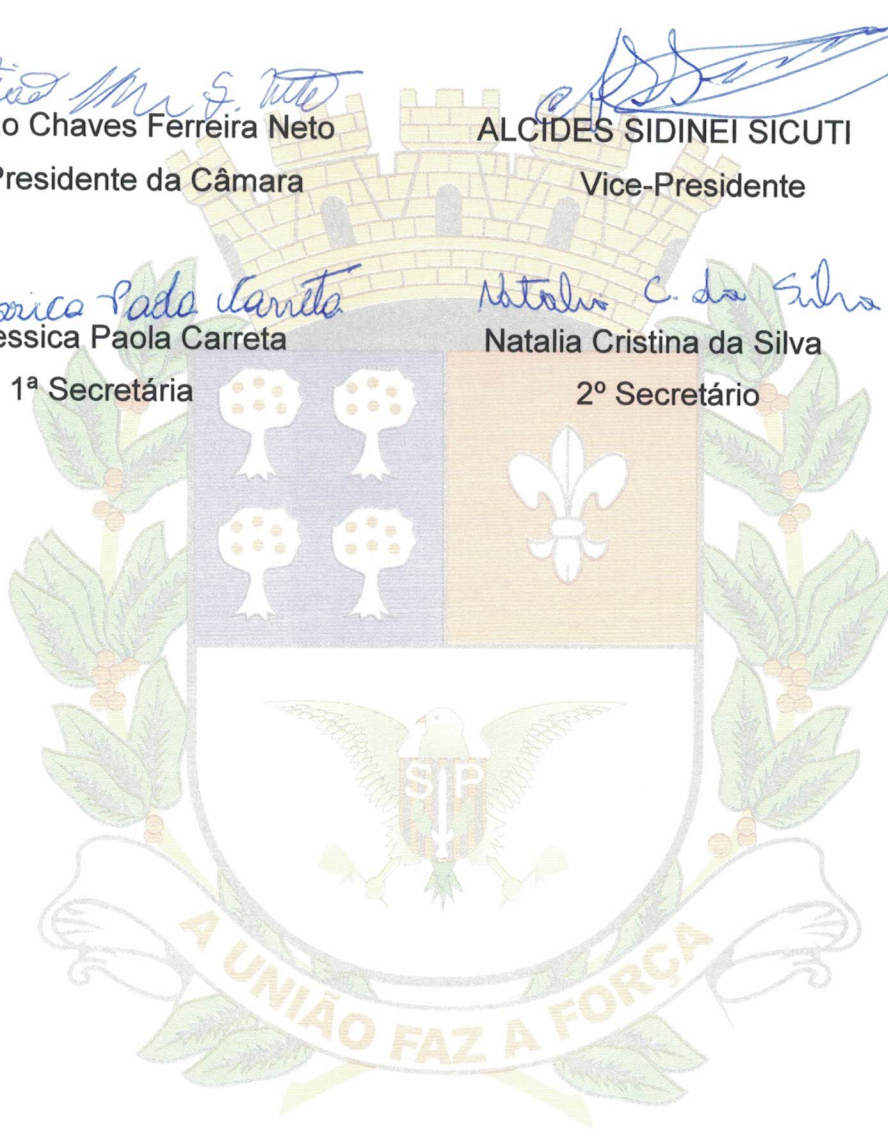 o Chaves Ferreira Neto
Presidente da Câmara
ALCIDES SIDINEI SICUTI
Vice-Presidente
Paola Carreta
essica Paola Carreta
1ª Secretária
Natalia C. da Silva
Natalia Cristina da Silva
2º Secretário
S P
A UNIÃO FAZ A FORÇA